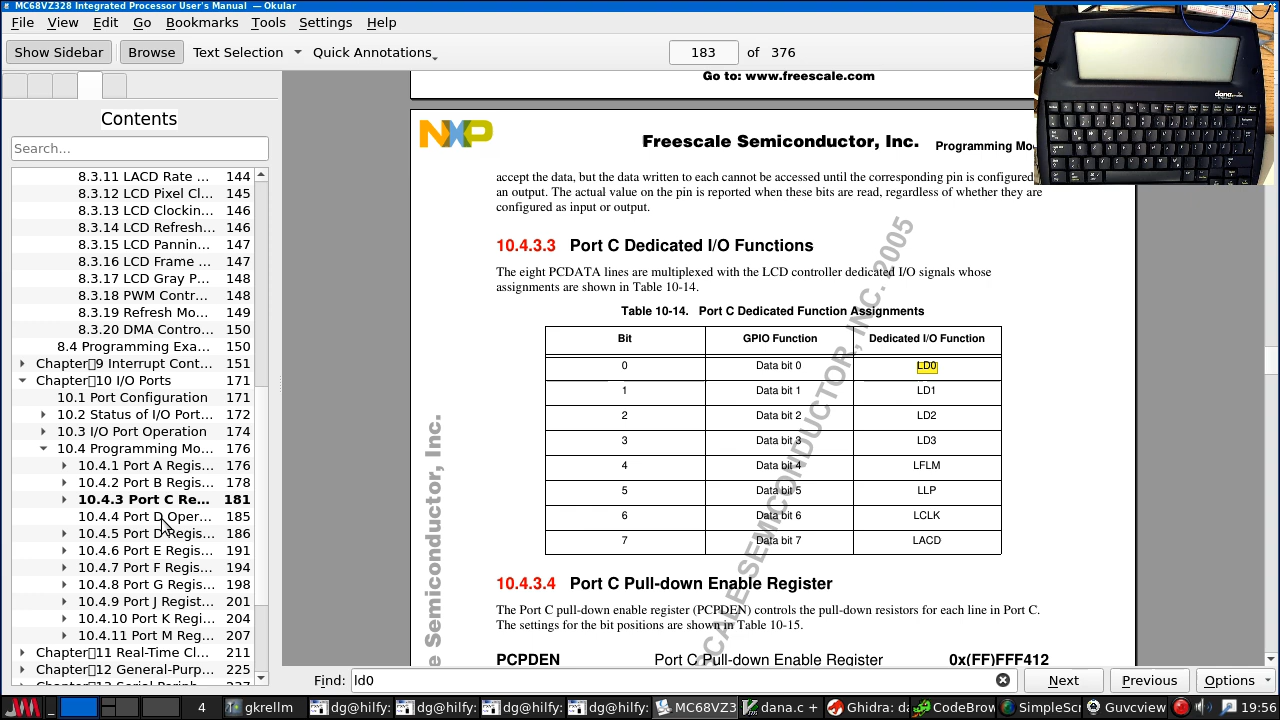 MC68VZ328 Integrated Processor User's Manual — Okular
File View Edit Go Bookmarks Tools Settings Help
Show Sidebar Browse Text Selection Quick Annotations 183 of 376
Contents
Search...
8.3.11 LACD Rate ... 144
8.3.12 LCD Pixel Cl... 145
8.3.13 LCD Clockin... 146
8.3.14 LCD Refresh... 146
8.3.15 LCD Pannin... 147
8.3.16 LCD Frame ... 147
8.3.17 LCD Gray P... 148
8.3.18 PWM Contr... 148
8.3.19 Refresh Mo... 149
8.3.20 DMA Contro... 150
8.4 Programming Exa... 150
Chapter 9 Interrupt Cont... 151
Chapter 10 I/O Ports 171
10.1 Port Configuration 171
10.2 Status of I/O Port... 172
10.3 I/O Port Operation 174
10.4 Programming Mo... 176
10.4.1 Port A Regis... 176
10.4.2 Port B Regis... 178
10.4.3 Port C Re... 181
10.4.4 Port D Oper... 185
10.4.5 Port D Regis... 186
10.4.6 Port E Regis... 191
10.4.7 Port F Regis... 194
10.4.8 Port G Regis... 198
10.4.9 Port J Regist... 201
10.4.10 Port K Regi... 204
10.4.11 Port M Reg... 207
Chapter 11 Real-Time Cl... 211
Chapter 12 General-Purp... 225
Go to: www.freescale.com
NXP Freescale Semiconductor, Inc. Programming Mo
accept the data, but the data written to each cannot be accessed until the corresponding pin is configured
an output. The actual value on the pin is reported when these bits are read, regardless of whether they are
configured as input or output.
10.4.3.3 Port C Dedicated I/O Functions
The eight PCDATA lines are multiplexed with the LCD controller dedicated I/O signals whose
assignments are shown in Table 10-14.
Table 10-14. Port C Dedicated Function Assignments
Bit GPIO Function Dedicated I/O Function
0 Data bit 0 LD0
1 Data bit 1 LD1
2 Data bit 2 LD2
3 Data bit 3 LD3
4 Data bit 4 LFLM
5 Data bit 5 LLP
6 Data bit 6 LCLK
7 Data bit 7 LACD
10.4.3.4 Port C Pull-down Enable Register
The Port C pull-down enable register (PCPDEN) controls the pull-down resistors for each line in Port C.
The settings for the bit positions are shown in Table 10-15.
PCPDEN Port C Pull-down Enable Register 0x(FF)FFF412
e Semiconductor, Inc.
SCALE SEMICONDUCTOR, INC. 2005
dana
Find: ld0 Next Previous Options
4 gkrellm dg@hilfy: dg@hilfy: dg@hilfy: dg@hilfy: MC68VZ3 dana.c + Ghidra: da CodeBrow SimpleScr Guvcview 19:56